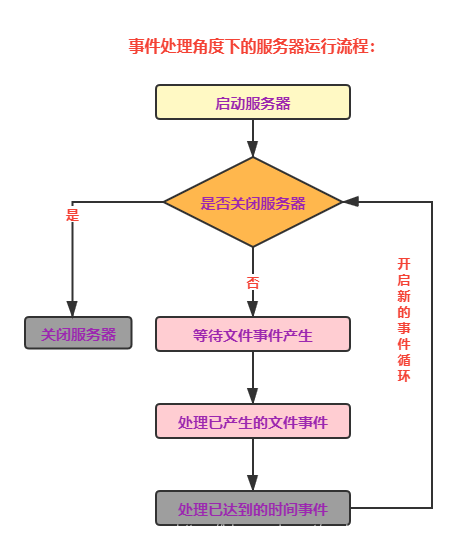 事件处理角度下的服务器运行流程：
启动服务器
是否关闭服务器
是
否
开启新的事件循环
关闭服务器
等待文件事件产生
处理已产生的文件事件
处理已达到的时间事件